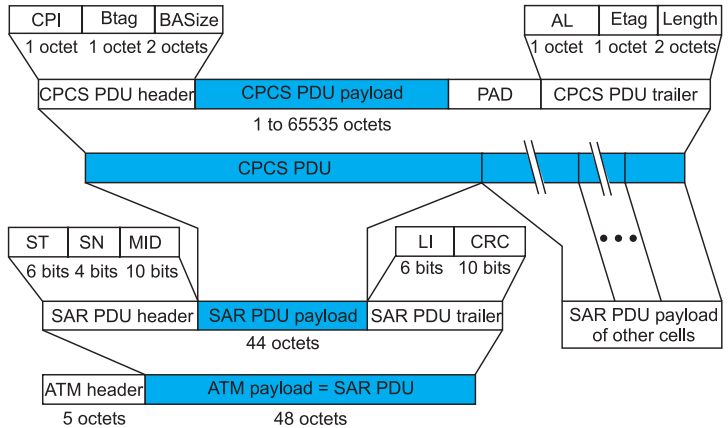 CPI Btag BASize
1 octet 1 octet 2 octets
AL Etag Length
1 octet 1 octet 2 octets
CPCS PDU header CPCS PDU payload PAD CPCS PDU trailer
1 to 65535 octets
CPCS PDU
ST SN MID
6 bits 4 bits 10 bits
LI CRC
6 bits 10 bits
SAR PDU header SAR PDU payload SAR PDU trailer
44 octets
SAR PDU payload
of other cells
ATM header ATM payload = SAR PDU
5 octets 48 octets